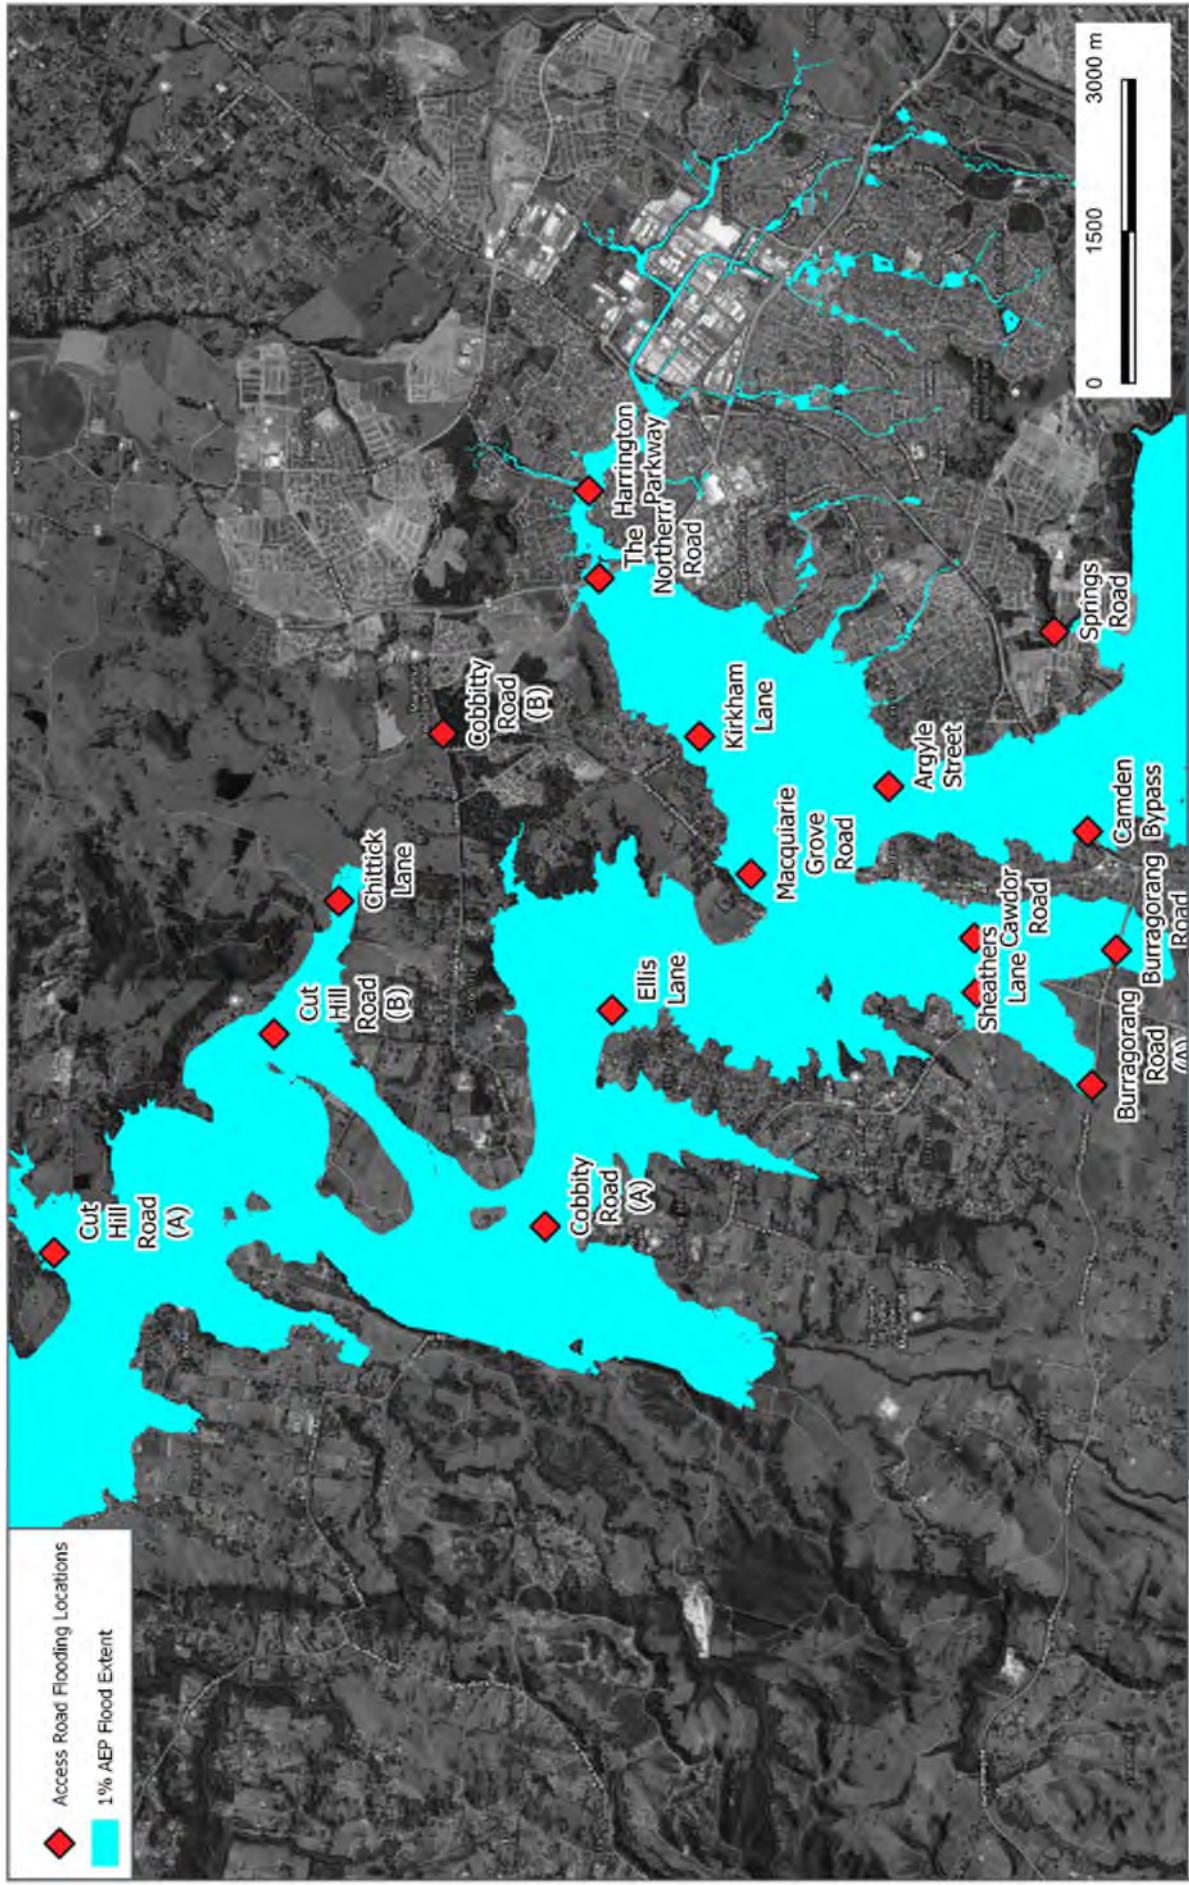 Access Road Flooding Locations
1% AEP Flood Extent
Cut
Hill
Road
(A)
Cut
Hill
Road
(B)
Chittick
Lane
Cobbitty
Road
(B)
Cobbity
Road
(A)
Ellis
Lane
The
Northern
Road
Harrington
Parkway
Kirkham
Lane
Macquiarie
Grove
Road
Argyle
Street
Springs
Road
Sheathers
Lane
Cawdor
Road
Camden
Bypass
Burragorang
Road
(A)
Burragorang
Road
0
1500
3000 m